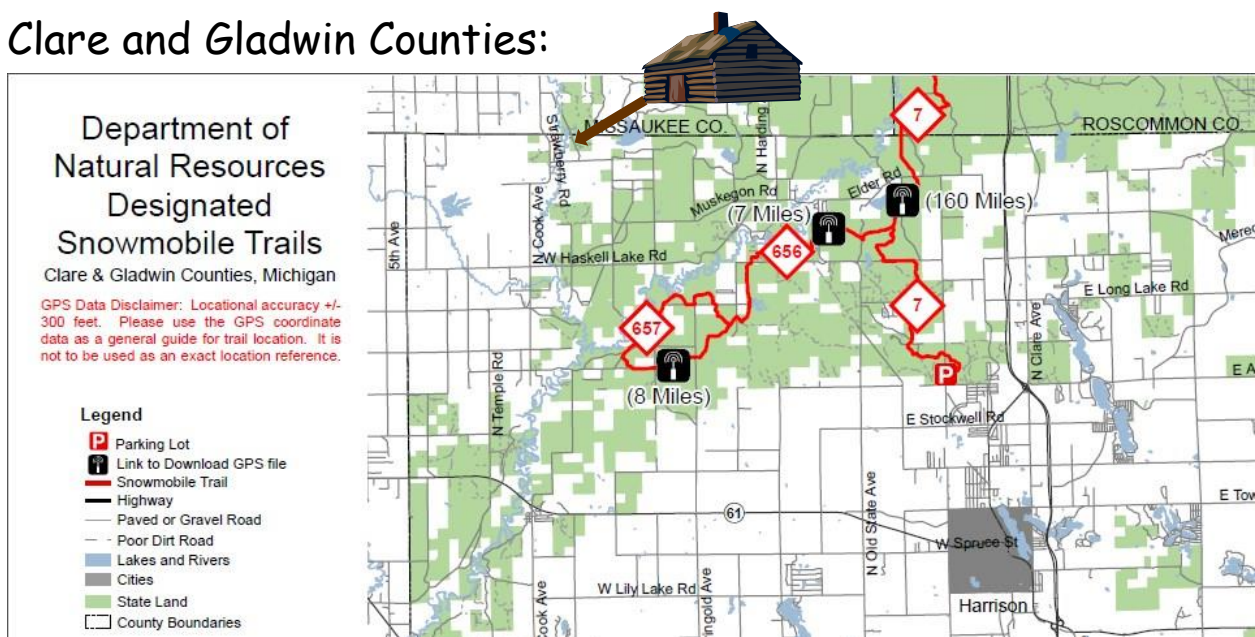 Clare and Gladwin Counties:
Department of
Natural Resources
Designated
Snowmobile Trails
Clare & Gladwin Counties, Michigan
GPS Data Disclaimer: Locational accuracy +/-
300 feet. Please use the GPS coordinate
data as a general guide for trail location. It is
not to be used as an exact location reference.
Legend
P Parking Lot
Link to Download GPS file
Snowmobile Trail
Highway
Paved or Gravel Road
Poor Dirt Road
Lakes and Rivers
Cities
State Land
County Boundaries
7
ROSCOMMON CO.
Strawberry Rd
N Harding
Muskegon Rd
Elder Rd
(160 Miles)
(7 Miles)
5th Ave
N Cook Ave
W Haskell Lake Rd
656
E Long Lake Rd
7
657
N Clare Ave
N Temple Rd
P
(8 Miles)
E Stockwell Rd
61
N Old State Ave
W Spruce St
W Lily Lake Rd
Harrison
Cook Ave